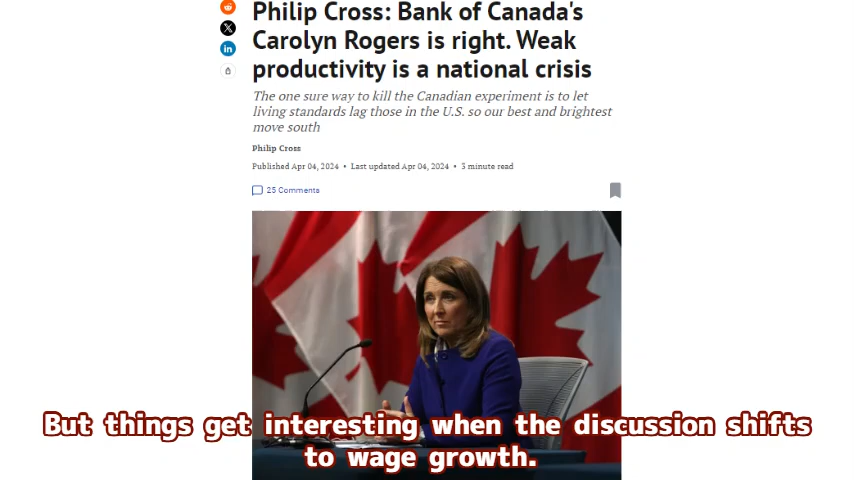 Philip Cross: Bank of Canada's
Carolyn Rogers is right. Weak
productivity is a national crisis
The one sure way to kill the Canadian experiment is to let
living standards lag those in the U.S. so our best and brightest
move south
Philip Cross
Published Apr 04, 2024 • Last updated Apr 04, 2024 • 3 minute read
25 Comments
But things get interesting when the discussion shifts
to wage growth.